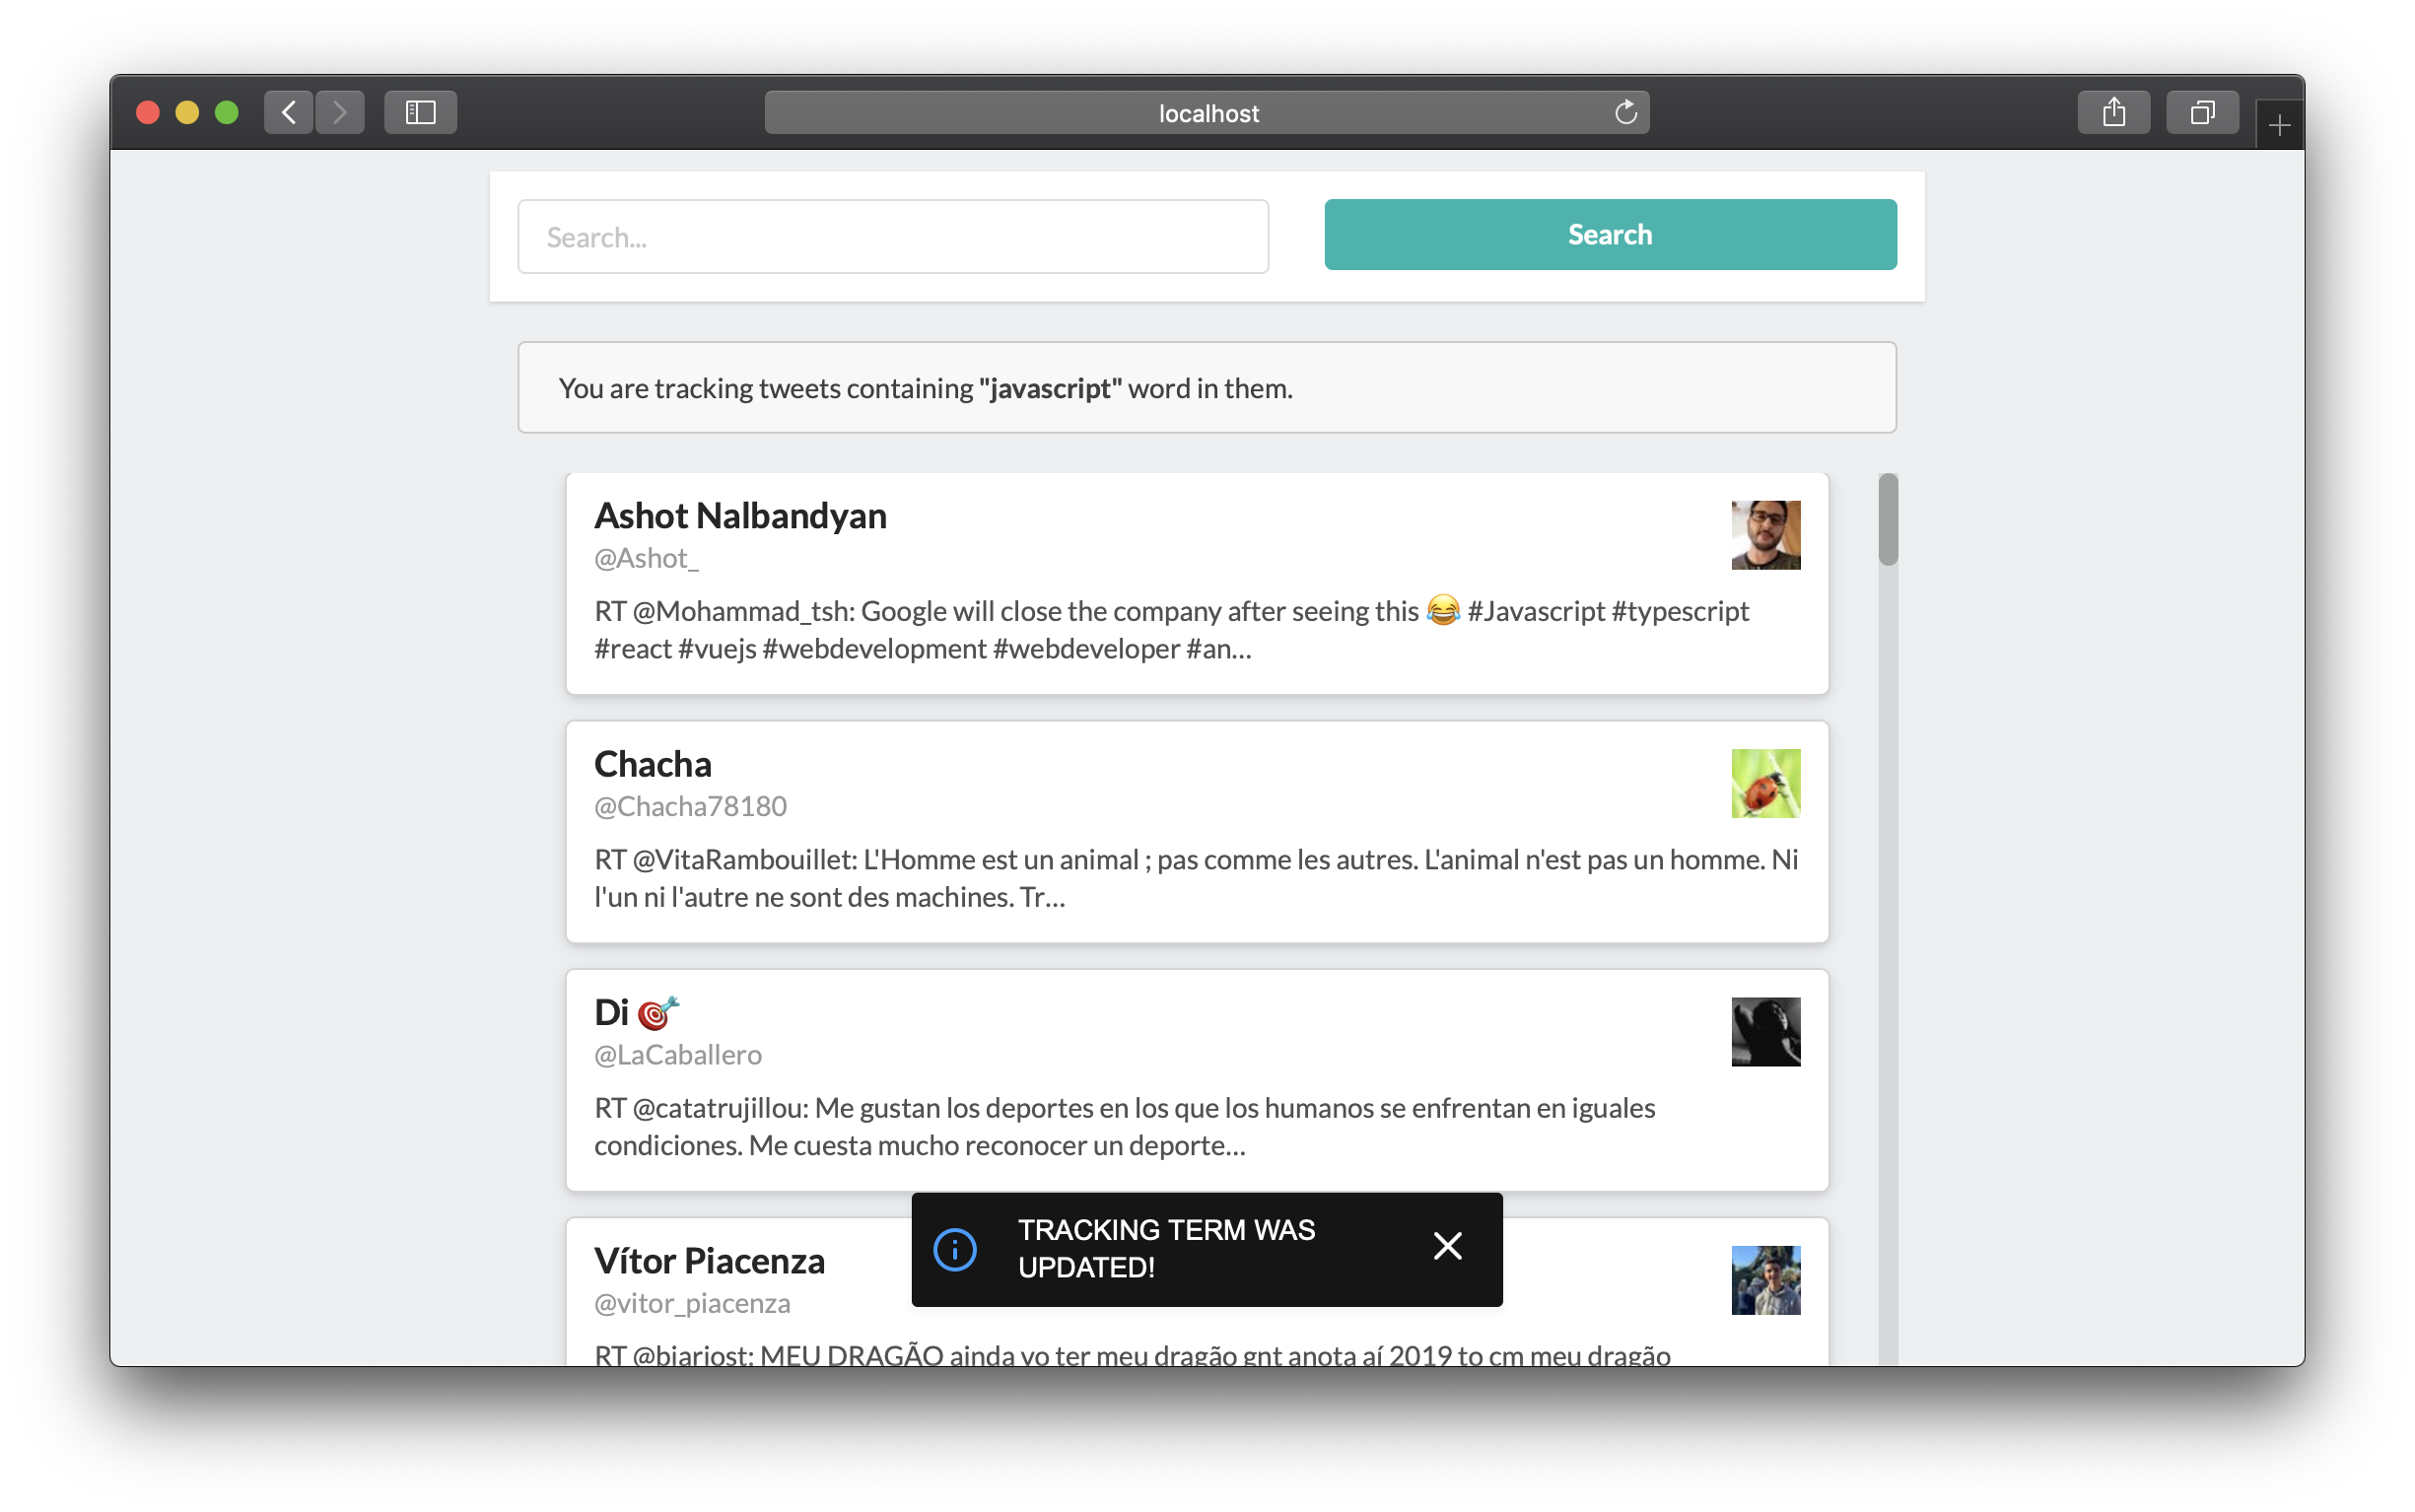 localhost
Search...
Search
You are tracking tweets containing "javascript" word in them.
Ashot Nalbandyan
@Ashot_
RT @Mohammad_tsh: Google will close the company after seeing this 😂 #Javascript #typescript
#react #vuejs #webdevelopment #webdeveloper #an…
Chacha
@Chacha78180
RT @VitaRambouillet: L'Homme est un animal ; pas comme les autres. L'animal n'est pas un homme. Ni
l'un ni l'autre ne sont des machines. Tr…
Di 🎯
@LaCaballero
RT @catatrujillou: Me gustan los deportes en los que los humanos se enfrentan en iguales
condiciones. Me cuesta mucho reconocer un deporte…
TRACKING TERM WAS
UPDATED!
Vítor Piacenza
@vitor_piacenza
RT @biariost: MEU DRAGÃO ainda vo ter meu dragão gnt anota aí 2019 to cm meu dragão